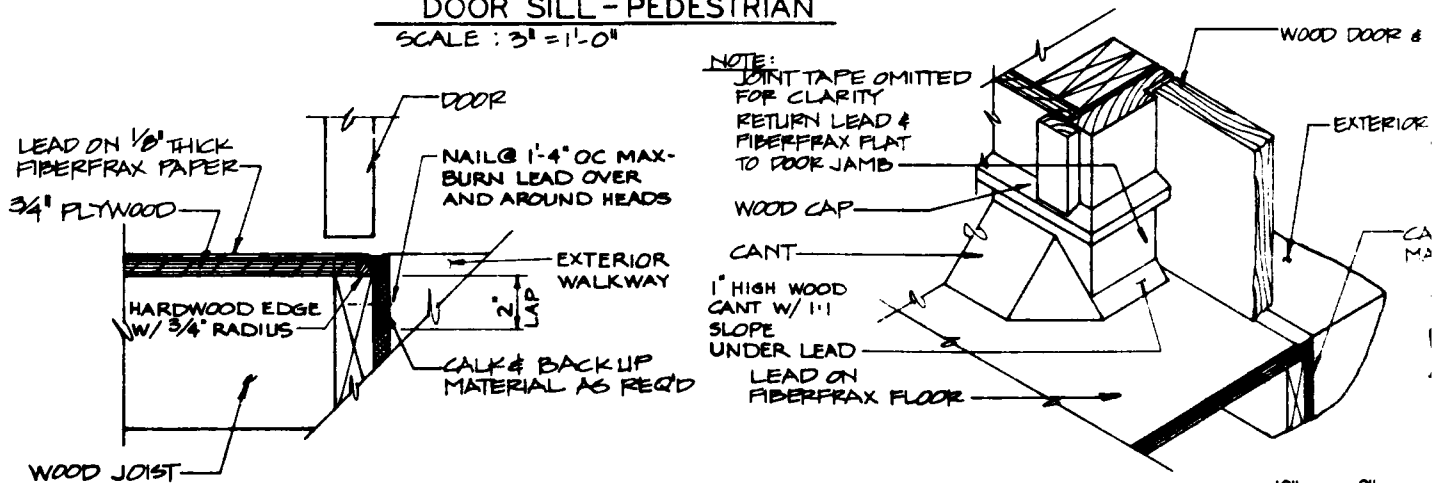 DOOR SILL - PEDESTRIAN
SCALE : 3" = 1'-0"
DOOR
LEAD ON 1/8" THICK
FIBERFRAX PAPER
3/4" PLYWOOD
NAIL @ 1'-4" OC MAX-
BURN LEAD OVER
AND AROUND HEADS
EXTERIOR
WALKWAY
2"
LAP
HARDWOOD EDGE
W/ 3/4" RADIUS
CALK & BACK UP
MATERIAL AS REQ'D
WOOD JOIST
NOTE:
JOINT TAPE OMITTED
FOR CLARITY
RETURN LEAD &
FIBERFRAX FLAT
TO DOOR JAMB
WOOD CAP
CANT
1" HIGH WOOD
CANT W/ 1:1
SLOPE
UNDER LEAD
LEAD ON
FIBERFRAX FLOOR
WOOD DOOR &
EXTERIOR
CA
MA